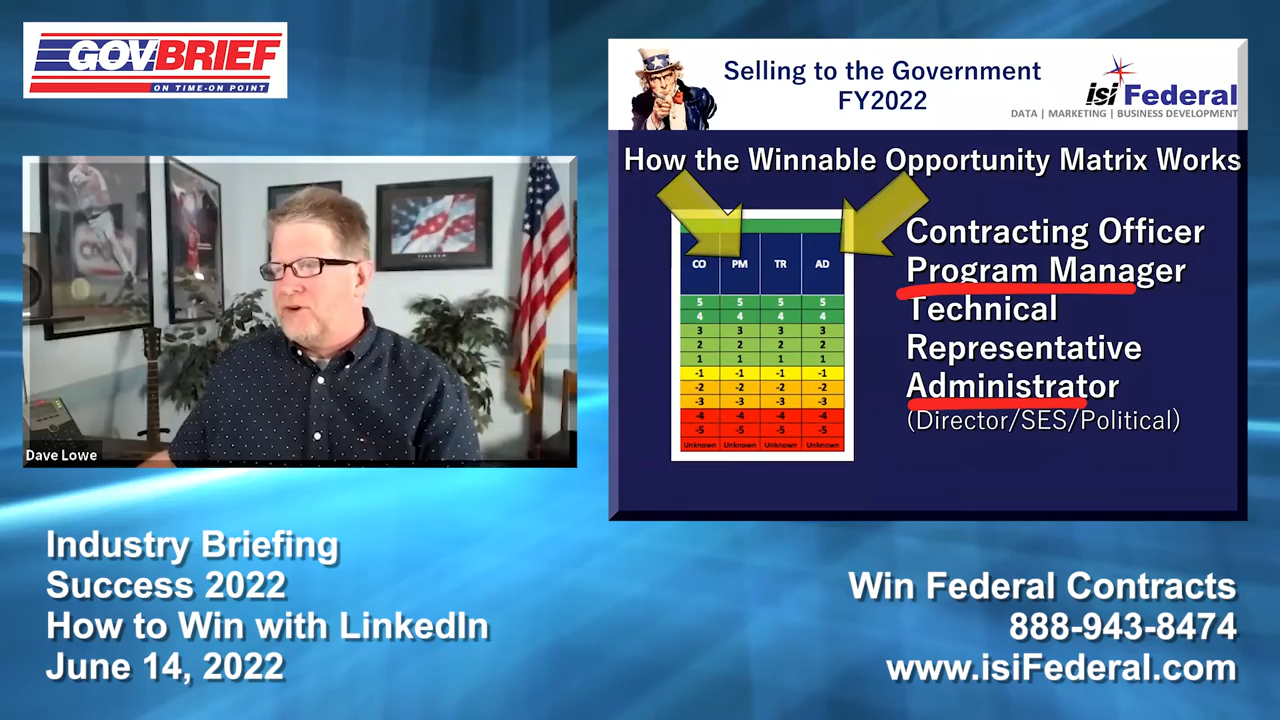 GOVBRIEF
ON TIME-ON POINT
Selling to the Government
FY2022
isi Federal
DATA | MARKETING | BUSINESS DEVELOPMENT
How the Winnable Opportunity Matrix Works
CO PM TR AD
5 5 5 5
4 4 4 4
3 3 3 3
2 2 2 2
1 1 1 1
-1 -1 -1 -1
-2 -2 -2 -2
-3 -3 -3 -3
-4 -4 -4 -4
-5 -5 -5 -5
Unknown Unknown Unknown Unknown
Contracting Officer
Program Manager
Technical
Representative
Administrator
(Director/SES/Political)
Dave Lowe
Industry Briefing
Success 2022
How to Win with LinkedIn
June 14, 2022
Win Federal Contracts
888-943-8474
www.isiFederal.com